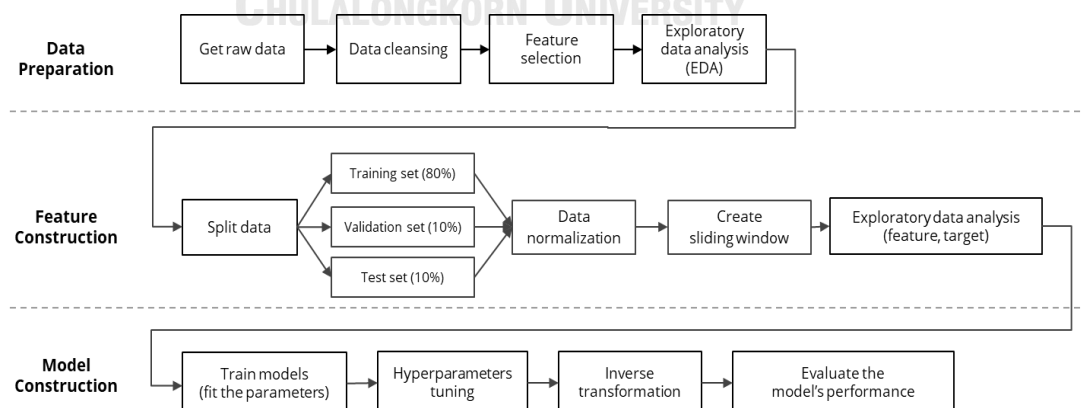 CHULALONGKORN UNIVERSITY
Data
Preparation
Get raw data
Data cleansing
Feature
selection
Exploratory
data analysis
(EDA)
Feature
Construction
Split data
Training set (80%)
Validation set (10%)
Test set (10%)
Data
normalization
Create
sliding window
Exploratory data analysis
(feature, target)
Model
Construction
Train models
(fit the parameters)
Hyperparameters
tuning
Inverse
transformation
Evaluate the
model's performance